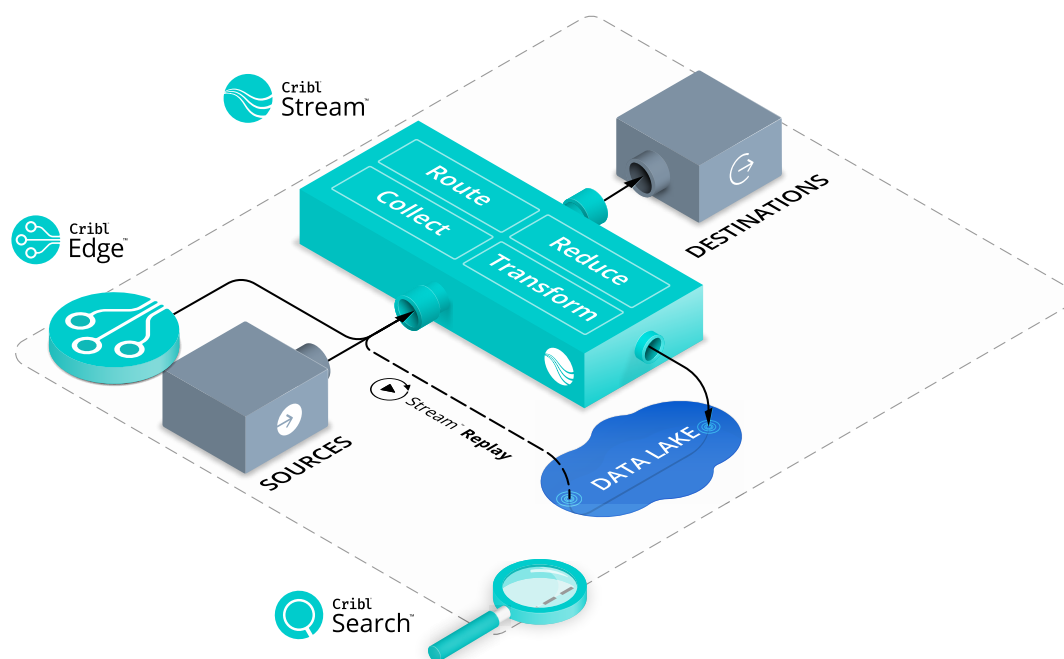 Cribl
Stream™
Route
Collect
Reduce
Transform
DESTINATIONS
Cribl
Edge™
SOURCES
Stream™ Replay
DATA LAKE
Cribl
Search™